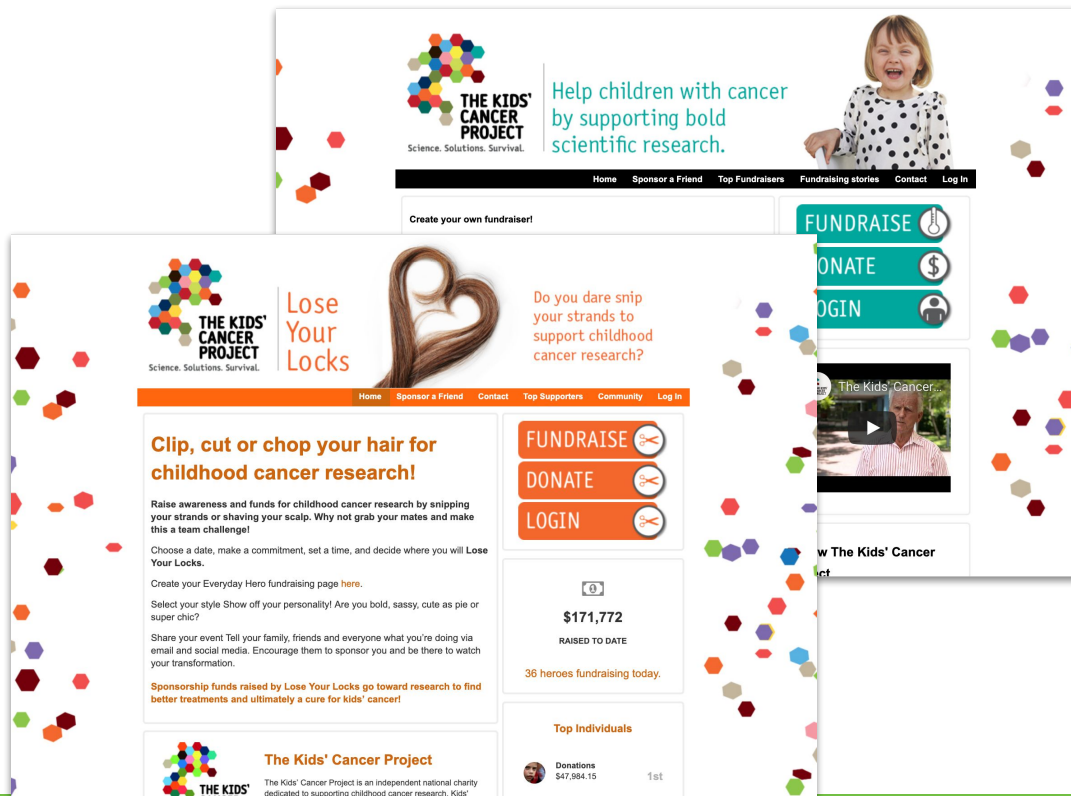 THE KIDS'
CANCER
PROJECT
Science. Solutions. Survival.
Help children with cancer
by supporting bold
scientific research.
Home Sponsor a Friend Top Fundraisers Fundraising stories Contact Log In
Create your own fundraiser!
FUNDRAISE
ONATE
$
OGIN
The Kids' Cancer...
w The Kids' Cancer
THE KIDS'
CANCER
PROJECT
Science. Solutions. Survival.
Lose
Your
Locks
Do you dare snip
your strands to
support childhood
cancer research?
Home Sponsor a Friend Contact Top Supporters Community Log In
Clip, cut or chop your hair for
childhood cancer research!
Raise awareness and funds for childhood cancer research by snipping
your strands or shaving your scalp. Why not grab your mates and make
this a team challenge!
Choose a date, make a commitment, set a time, and decide where you will Lose
Your Locks.
Create your Everyday Hero fundraising page here.
Select your style Show off your personality! Are you bold, sassy, cute as pie or
super chic?
Share your event Tell your family, friends and everyone what you're doing via
email and social media. Encourage them to sponsor you and be there to watch
your transformation.
Sponsorship funds raised by Lose Your Locks go toward research to find
better treatments and ultimately a cure for kids' cancer!
THE KIDS'
The Kids' Cancer Project
The Kids' Cancer Project is an independent national charity
dedicated to supporting childhood cancer research. Kids'
FUNDRAISE
DONATE
LOGIN
$171,772
RAISED TO DATE
36 heroes fundraising today.
Top Individuals
Donations
$47,984.15
1st